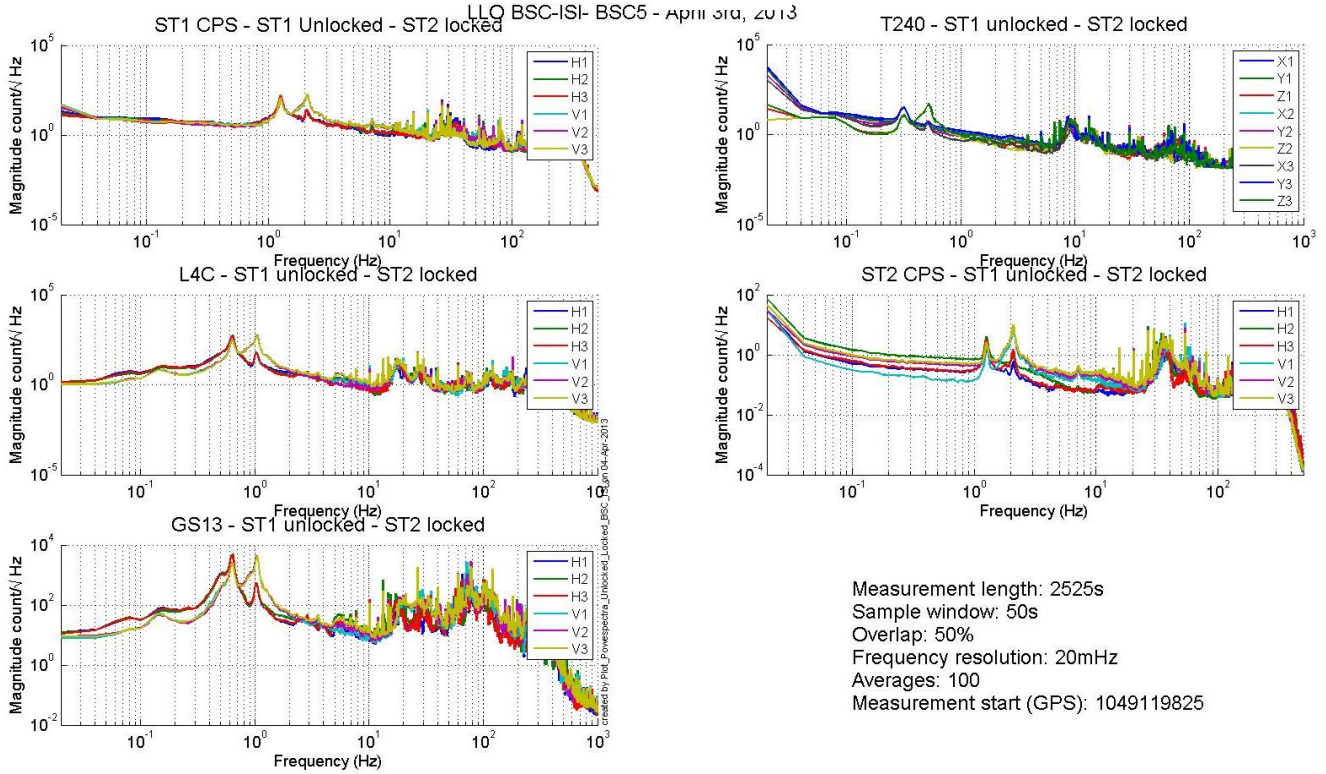 LLO BSC-ISI- BSC5 - April 3rd, 2013
ST1 CPS - ST1 Unlocked - ST2 locked
Magnitude count/√ Hz
10^5
10^0
10^-5
10^-1
10^0
10^1
10^2
Frequency (Hz)
H1
H2
H3
V1
V2
V3
T240 - ST1 unlocked - ST2 locked
Magnitude count/√ Hz
10^5
10^0
10^-5
10^-1
10^0
10^1
10^2
10^3
Frequency (Hz)
X1
Y1
Z1
X2
Y2
Z2
X3
Y3
Z3
L4C - ST1 unlocked - ST2 locked
Magnitude count/√ Hz
10^5
10^0
10^-5
10^-1
10^0
10^1
10^2
10^3
Frequency (Hz)
H1
H2
H3
V1
V2
V3
ST2 CPS - ST1 unlocked - ST2 locked
Magnitude count/√ Hz
10^2
10^0
10^-2
10^-4
10^-1
10^0
10^1
10^2
Frequency (Hz)
H1
H2
H3
V1
V2
V3
GS13 - ST1 unlocked - ST2 locked
Magnitude count/√ Hz
10^4
10^2
10^0
10^-2
10^-1
10^0
10^1
10^2
10^3
Frequency (Hz)
H1
H2
H3
V1
V2
V3
created by Plot_Powespectra_Unlocked_Locked_BSC_ISI on 04-Apr-2013
Measurement length: 2525s
Sample window: 50s
Overlap: 50%
Frequency resolution: 20mHz
Averages: 100
Measurement start (GPS): 1049119825